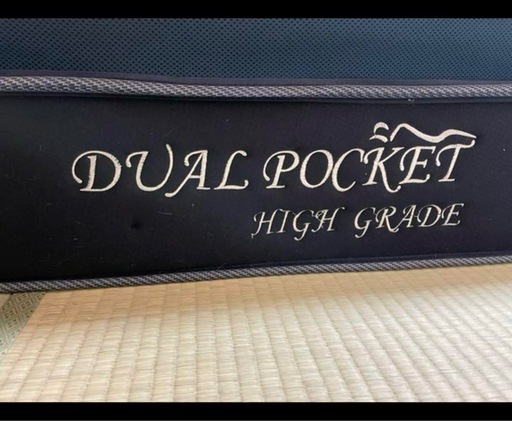 DUAL POCKET
HIGH GRADE